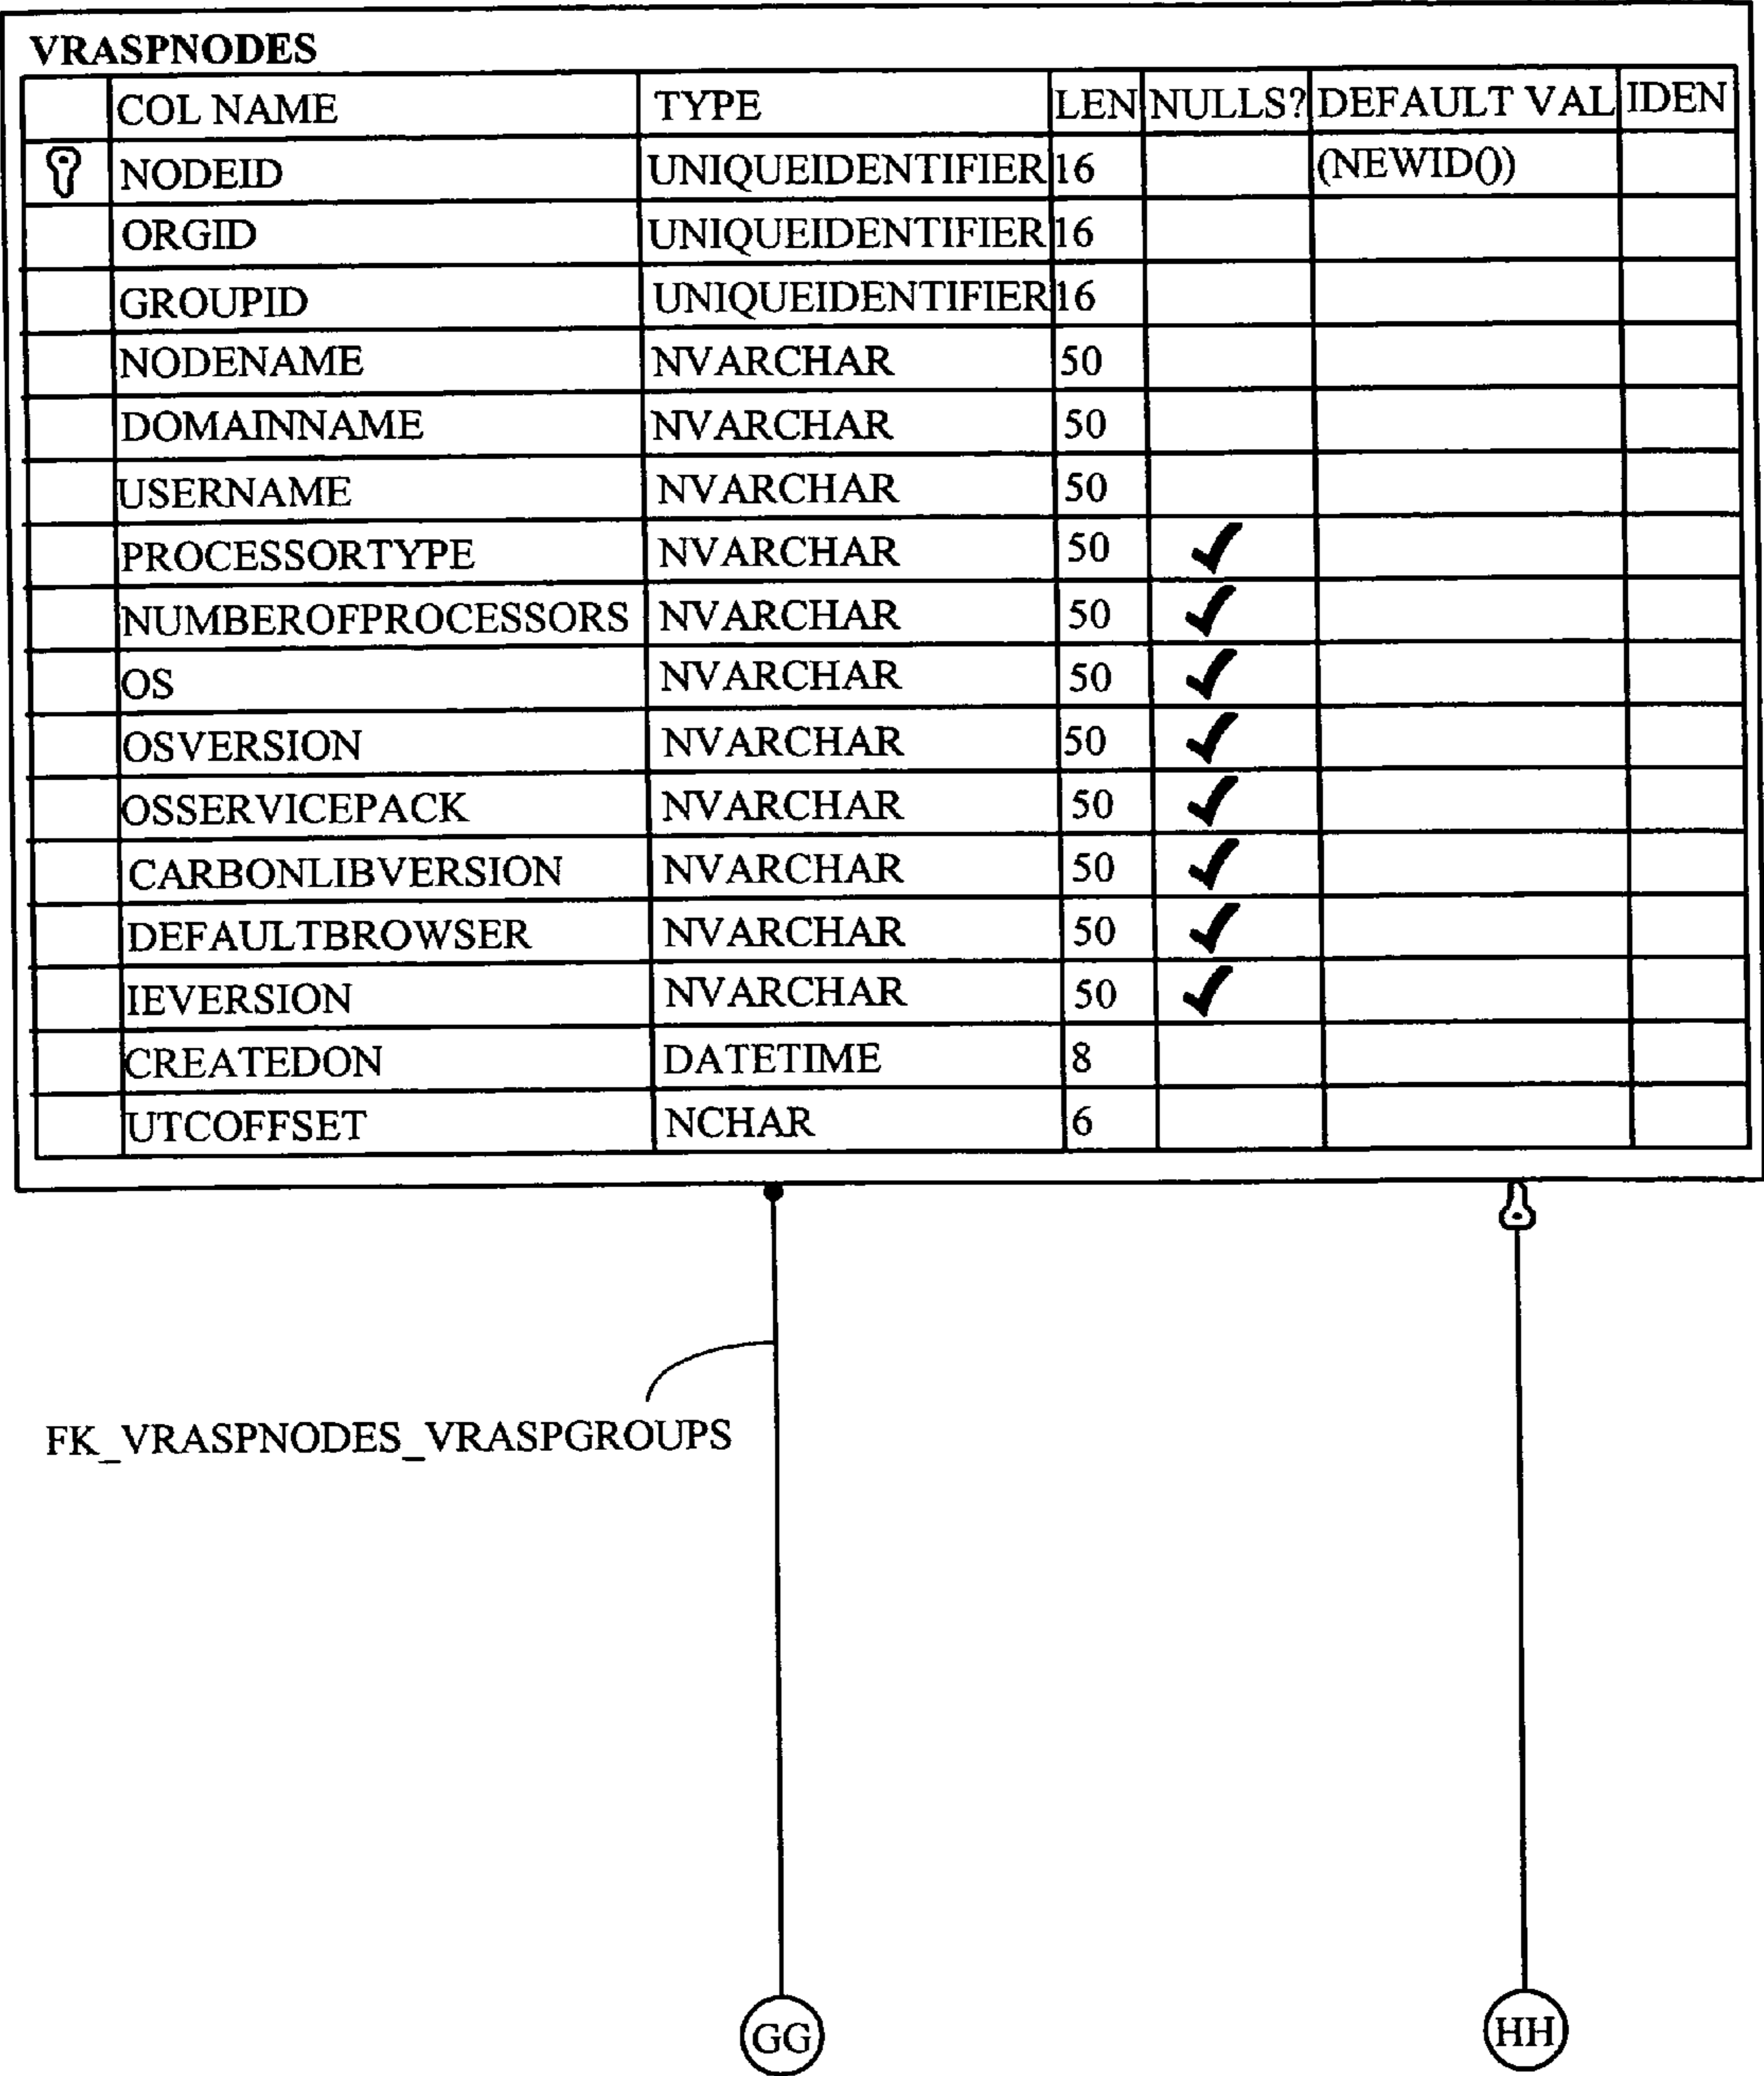 VRASPNODES
COL NAME TYPE LEN NULLS? DEFAULT VAL IDEN
NODEID UNIQUEIDENTIFIER 16 (NEWID())
ORGID UNIQUEIDENTIFIER 16
GROUPID UNIQUEIDENTIFIER 16
NODENAME NVARCHAR 50
DOMAINNAME NVARCHAR 50
USERNAME NVARCHAR 50
PROCESSORTYPE NVARCHAR 50 ✓
NUMBEROFPROCESSORS NVARCHAR 50 ✓
OS NVARCHAR 50 ✓
OSVERSION NVARCHAR 50 ✓
OSSERVICEPACK NVARCHAR 50 ✓
CARBONLIBVERSION NVARCHAR 50 ✓
DEFAULTBROWSER NVARCHAR 50 ✓
IEVERSION NVARCHAR 50 ✓
CREATEDON DATETIME 8
UTCOFFSET NCHAR 6
FK_VRASPNODES_VRASPGROUPS
GG HH